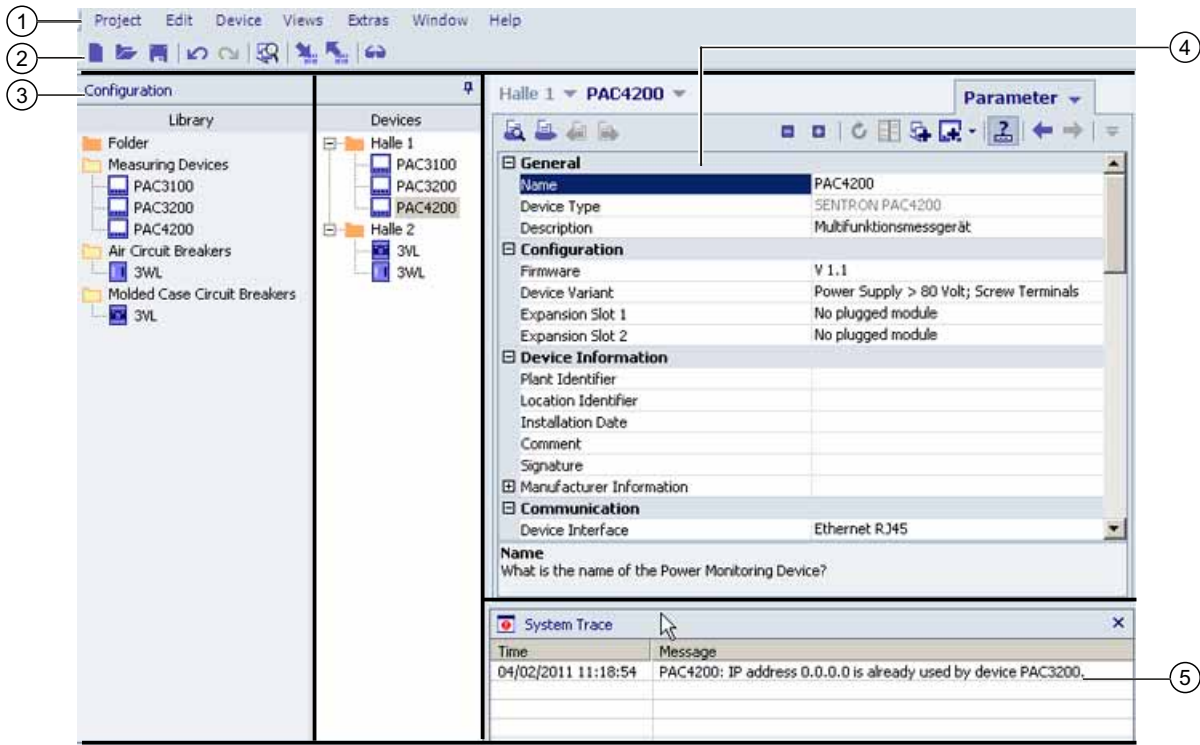 1
Project Edit Device Views Extras Window Help
2
4
3
Configuration
Library
Folder
Measuring Devices
PAC3100
PAC3200
PAC4200
Air Circuit Breakers
3WL
Molded Case Circuit Breakers
3VL
Devices
Halle 1
PAC3100
PAC3200
PAC4200
Halle 2
3VL
3WL
Halle 1 PAC4200
Parameter
General
Name PAC4200
Device Type SENTRON PAC4200
Description Multifunktionsmessgerät
Configuration
Firmware V 1.1
Device Variant Power Supply > 80 Volt; Screw Terminals
Expansion Slot 1 No plugged module
Expansion Slot 2 No plugged module
Device Information
Plant Identifier
Location Identifier
Installation Date
Comment
Signature
Manufacturer Information
Communication
Device Interface Ethernet RJ45
Name
What is the name of the Power Monitoring Device?
System Trace
Time Message
04/02/2011 11:18:54 PAC4200: IP address 0.0.0.0 is already used by device PAC3200.
5